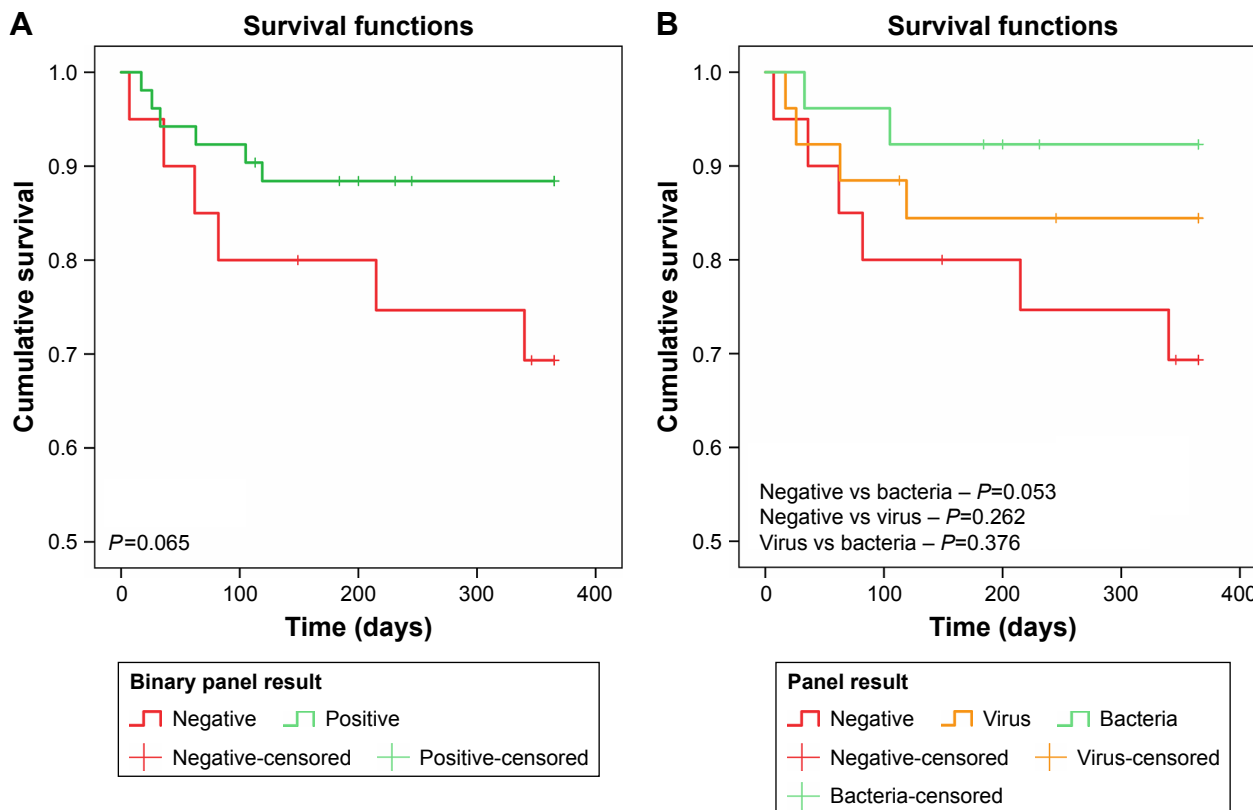 A
Survival functions
Cumulative survival
1.0
0.9
0.8
0.7
0.6
0.5
P=0.065
0 100 200 300 400
Time (days)
Binary panel result
Negative Positive
Negative-censored Positive-censored
B
Survival functions
Cumulative survival
1.0
0.9
0.8
0.7
0.6
0.5
Negative vs bacteria – P=0.053
Negative vs virus – P=0.262
Virus vs bacteria – P=0.376
0 100 200 300 400
Time (days)
Panel result
Negative Virus Bacteria
Negative-censored Virus-censored
Bacteria-censored